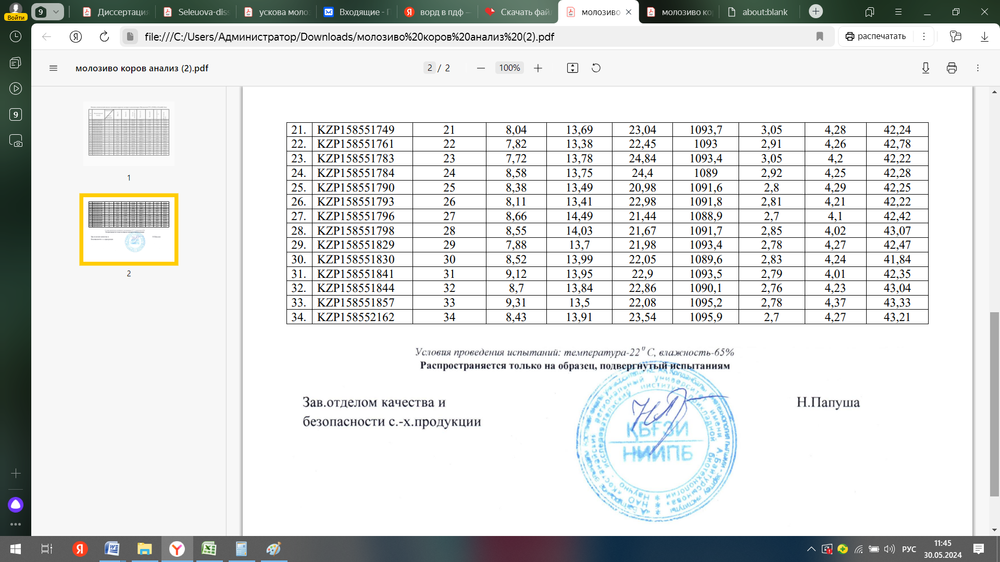 Войти
9
Диссертация
Seleuova-dis
ускова моло
Входящие - П
ворд в пдф —
Скачать фай
молозиво
молозиво ко
about:blank
file:///C:/Users/Администратор/Downloads/молозиво%20коров%20анализ%20(2).pdf
распечатать
9
молозиво коров анализ (2).pdf
2 / 2
100%
1
2
21. KZP158551749 21 8,04 13,69 23,04 1093,7 3,05 4,28 42,24
22. KZP158551761 22 7,82 13,38 22,45 1093 2,91 4,26 42,78
23. KZP158551783 23 7,72 13,78 24,84 1093,4 3,05 4,2 42,22
24. KZP158551784 24 8,58 13,75 24,4 1089 2,92 4,25 42,28
25. KZP158551790 25 8,38 13,49 20,98 1091,6 2,8 4,29 42,25
26. KZP158551793 26 8,11 13,41 22,98 1091,8 2,81 4,21 42,22
27. KZP158551796 27 8,66 14,49 21,44 1088,9 2,7 4,1 42,42
28. KZP158551798 28 8,55 14,03 21,67 1091,7 2,85 4,02 43,07
29. KZP158551829 29 7,88 13,7 21,98 1093,4 2,78 4,27 42,47
30. KZP158551830 30 8,52 13,99 22,05 1089,6 2,83 4,24 41,84
31. KZP158551841 31 9,12 13,95 22,9 1093,5 2,79 4,01 42,35
32. KZP158551844 32 8,7 13,84 22,86 1090,1 2,76 4,23 43,04
33. KZP158551857 33 9,31 13,5 22,08 1095,2 2,78 4,37 43,33
34. KZP158552162 34 8,43 13,91 23,54 1095,9 2,7 4,27 43,21
Условия проведения испытаний: температура-22⁰ С, влажность-65%
Распространяется только на образец, подвергнутый испытаниям
Зав.отделом качества и
безопасности с.-х.продукции
Н.Папуша
ҚБҒЗИ
НИИПБ
региональный университет имени А.Байтурсынова
исследовательский институт прикладной биотехнологии
РУС
11:45
30.05.2024